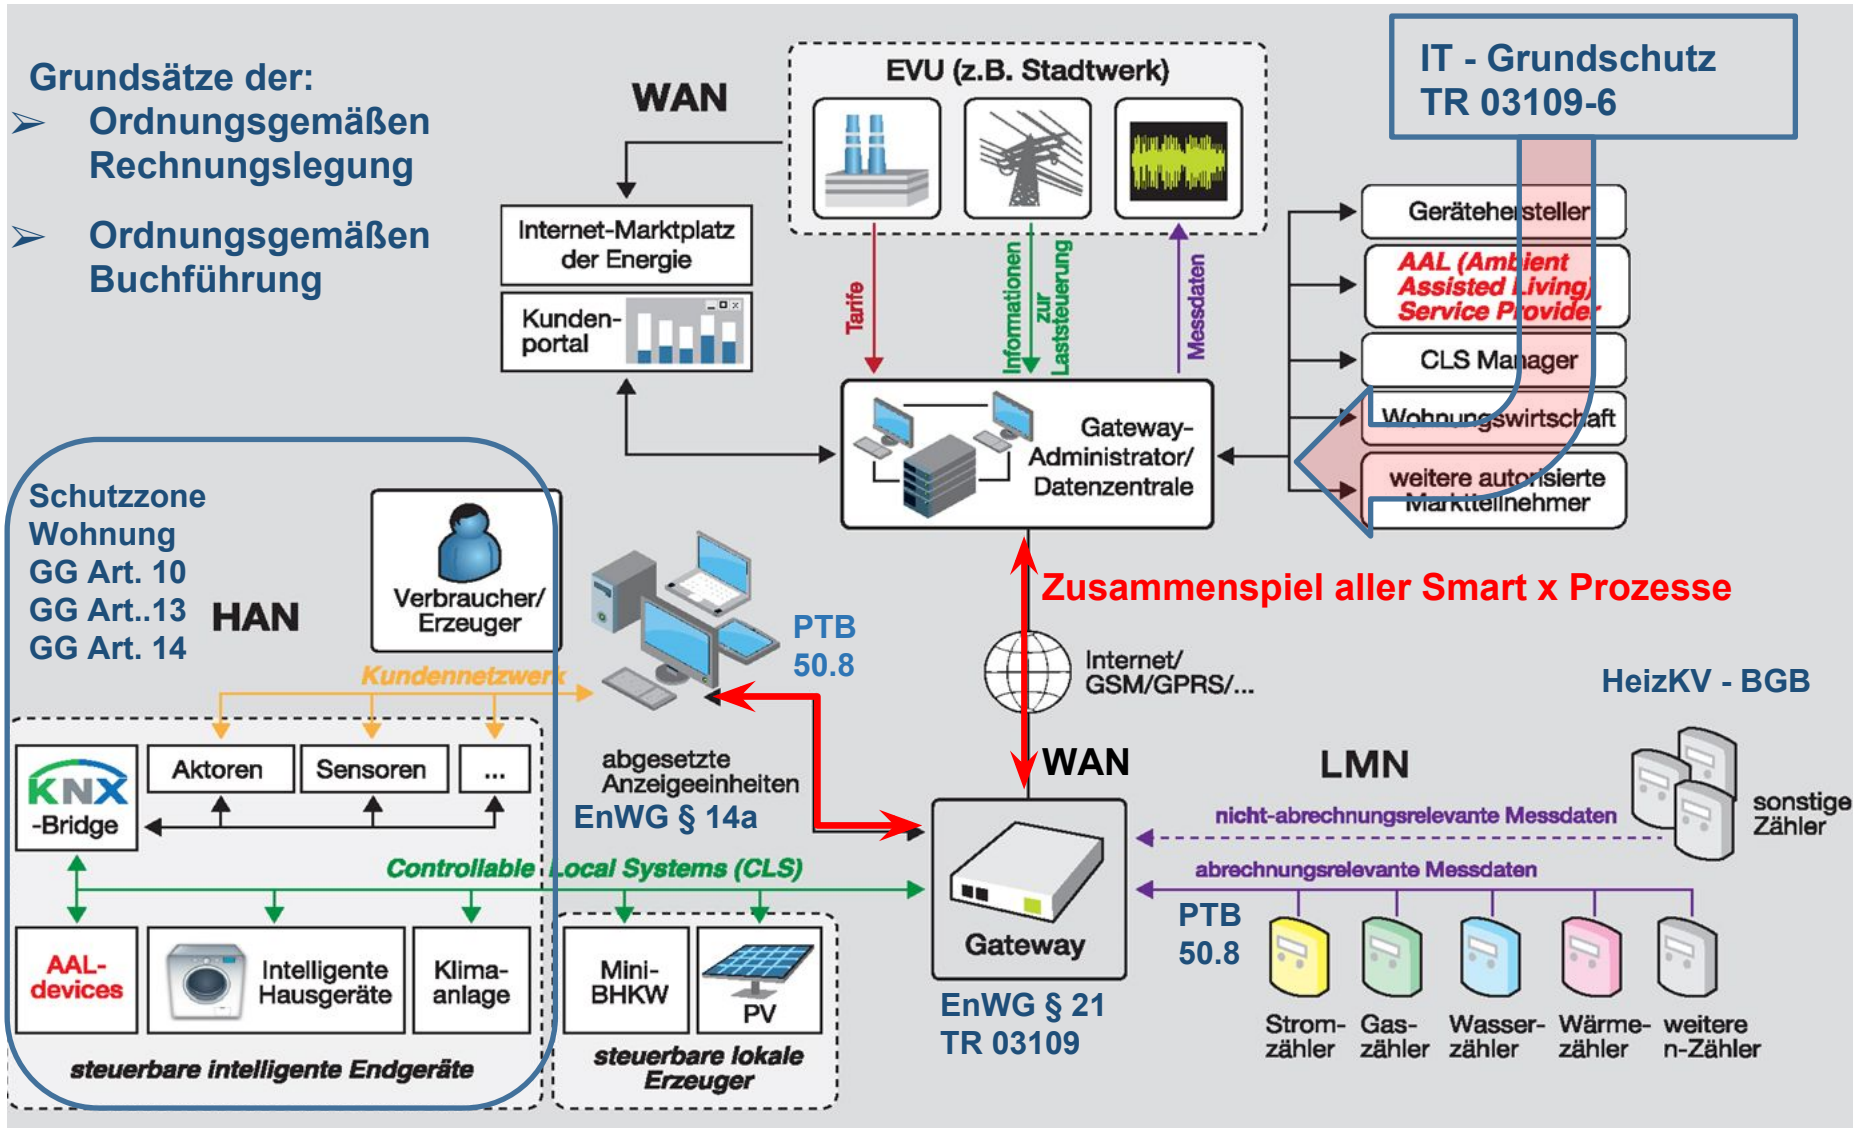 Grundsätze der:
➢ Ordnungsgemäßen
Rechnungslegung
➢ Ordnungsgemäßen
Buchführung
WAN
EVU (z.B. Stadtwerk)
IT - Grundschutz
TR 03109-6
Internet-Marktplatz
der Energie
Kunden-
portal
Tarife
Informationen
zur
Laststeuerung
Messdaten
Gerätehersteller
AAL (Ambient
Assisted Living)
Service Provider
CLS Manager
Wohnungswirtschaft
weitere autorisierte
Marktteilnehmer
Gateway-
Administrator/
Datenzentrale
Schutzzone
Wohnung
GG Art. 10
GG Art..13
GG Art. 14
HAN
Verbraucher/
Erzeuger
Kundennetzwerk
PTB
50.8
Zusammenspiel aller Smart x Prozesse
Internet/
GSM/GPRS/...
HeizKV - BGB
KNX
-Bridge
Aktoren
Sensoren
...
abgesetzte
Anzeigeeinheiten
EnWG § 14a
WAN
LMN
nicht-abrechnungsrelevante Messdaten
sonstige
Zähler
Controllable Local Systems (CLS)
abrechnungsrelevante Messdaten
PTB
50.8
Gateway
EnWG § 21
TR 03109
AAL-
devices
Intelligente
Hausgeräte
Klima-
anlage
Mini-
BHKW
PV
steuerbare intelligente Endgeräte
steuerbare lokale
Erzeuger
Strom-
zähler
Gas-
zähler
Wasser-
zähler
Wärme-
zähler
weitere
n-Zähler